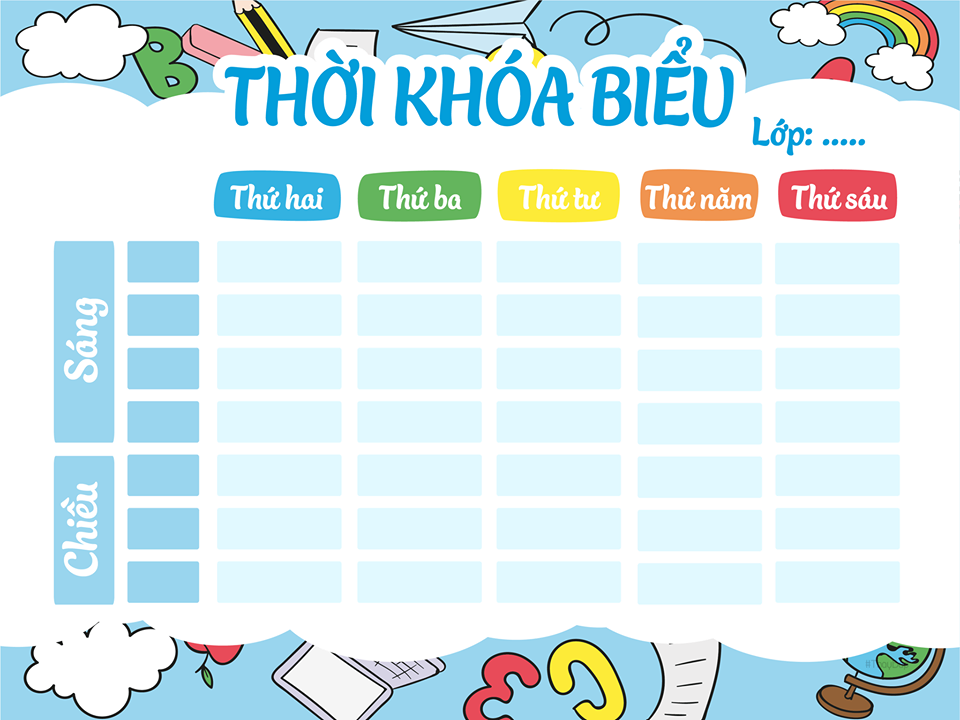 THỜI KHÓA BIỂU
Lớp: .....
Thứ hai Thứ ba Thứ tư Thứ năm Thứ sáu
Sáng
Chiều